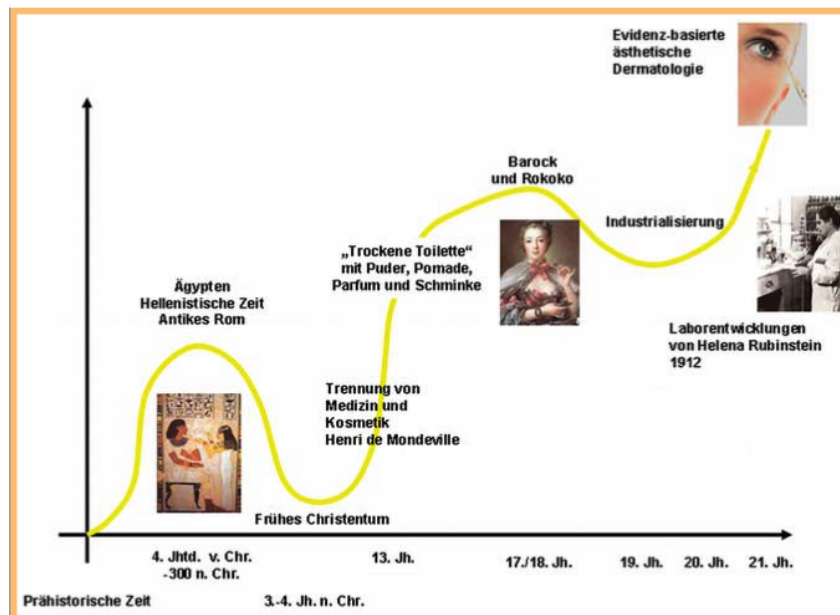 Evidenz-basierte
ästhetische
Dermatologie
Barock
und Rokoko
Industrialisierung
„Trockene Toilette“
mit Puder, Pomade,
Parfum und Schminke
Ägypten
Hellenistische Zeit
Antikes Rom
Laborentwicklungen
von Helena Rubinstein
1912
Trennung von
Medizin und
Kosmetik
Henri de Mondeville
Frühes Christentum
4. Jhtd. v. Chr.
-300 n. Chr.
13. Jh.
17./18. Jh.
19. Jh.
20. Jh.
21. Jh.
Prähistorische Zeit
3.-4. Jh. n. Chr.